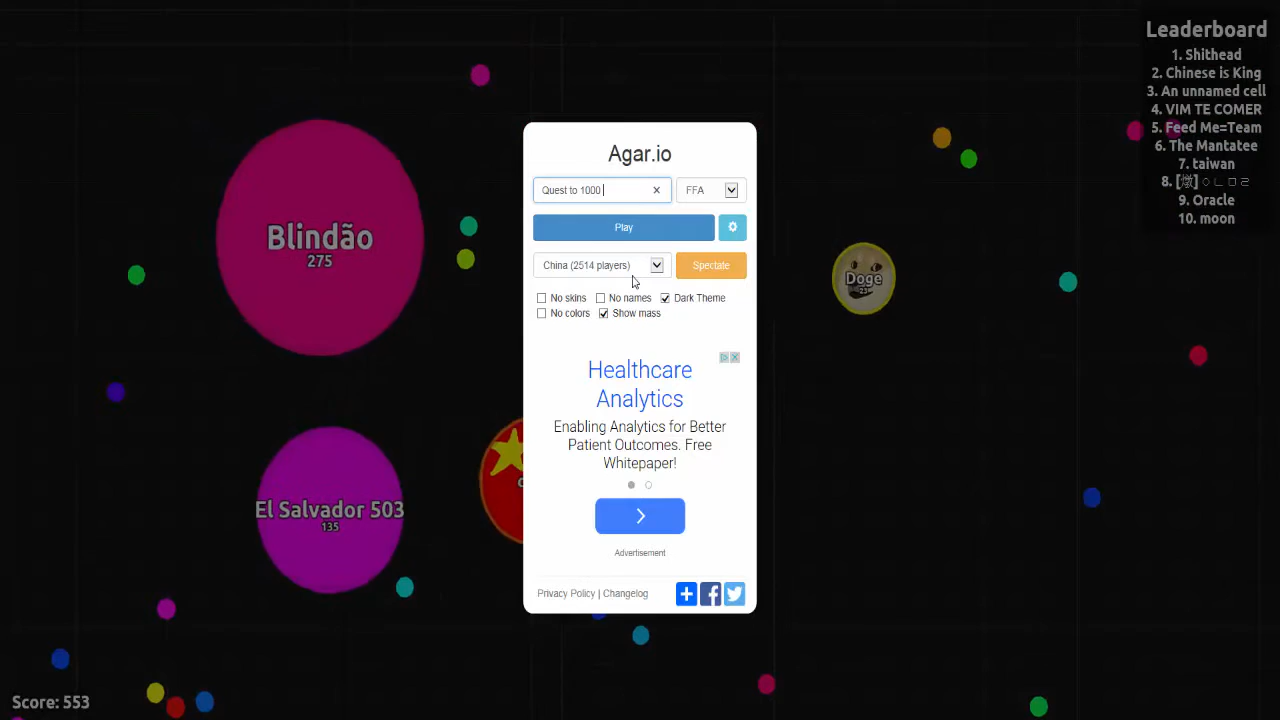 Leaderboard
1. Shithead
2. Chinese is King
3. An unnamed cell
4. VIM TE COMER
5. Feed Me=Team
6. The Mantatee
7. taiwan
8.
9. Oracle
10. moon
Agar.io
Quest to 1000
FFA
Play
China (2514 players)
Spectate
No skins
No names
Dark Theme
No colors
Show mass
Healthcare
Analytics
Enabling Analytics for Better
Patient Outcomes. Free
Whitepaper!
Advertisement
Privacy Policy | Changelog
Blindão
275
Doge
El Salvador 503
135
Score: 553